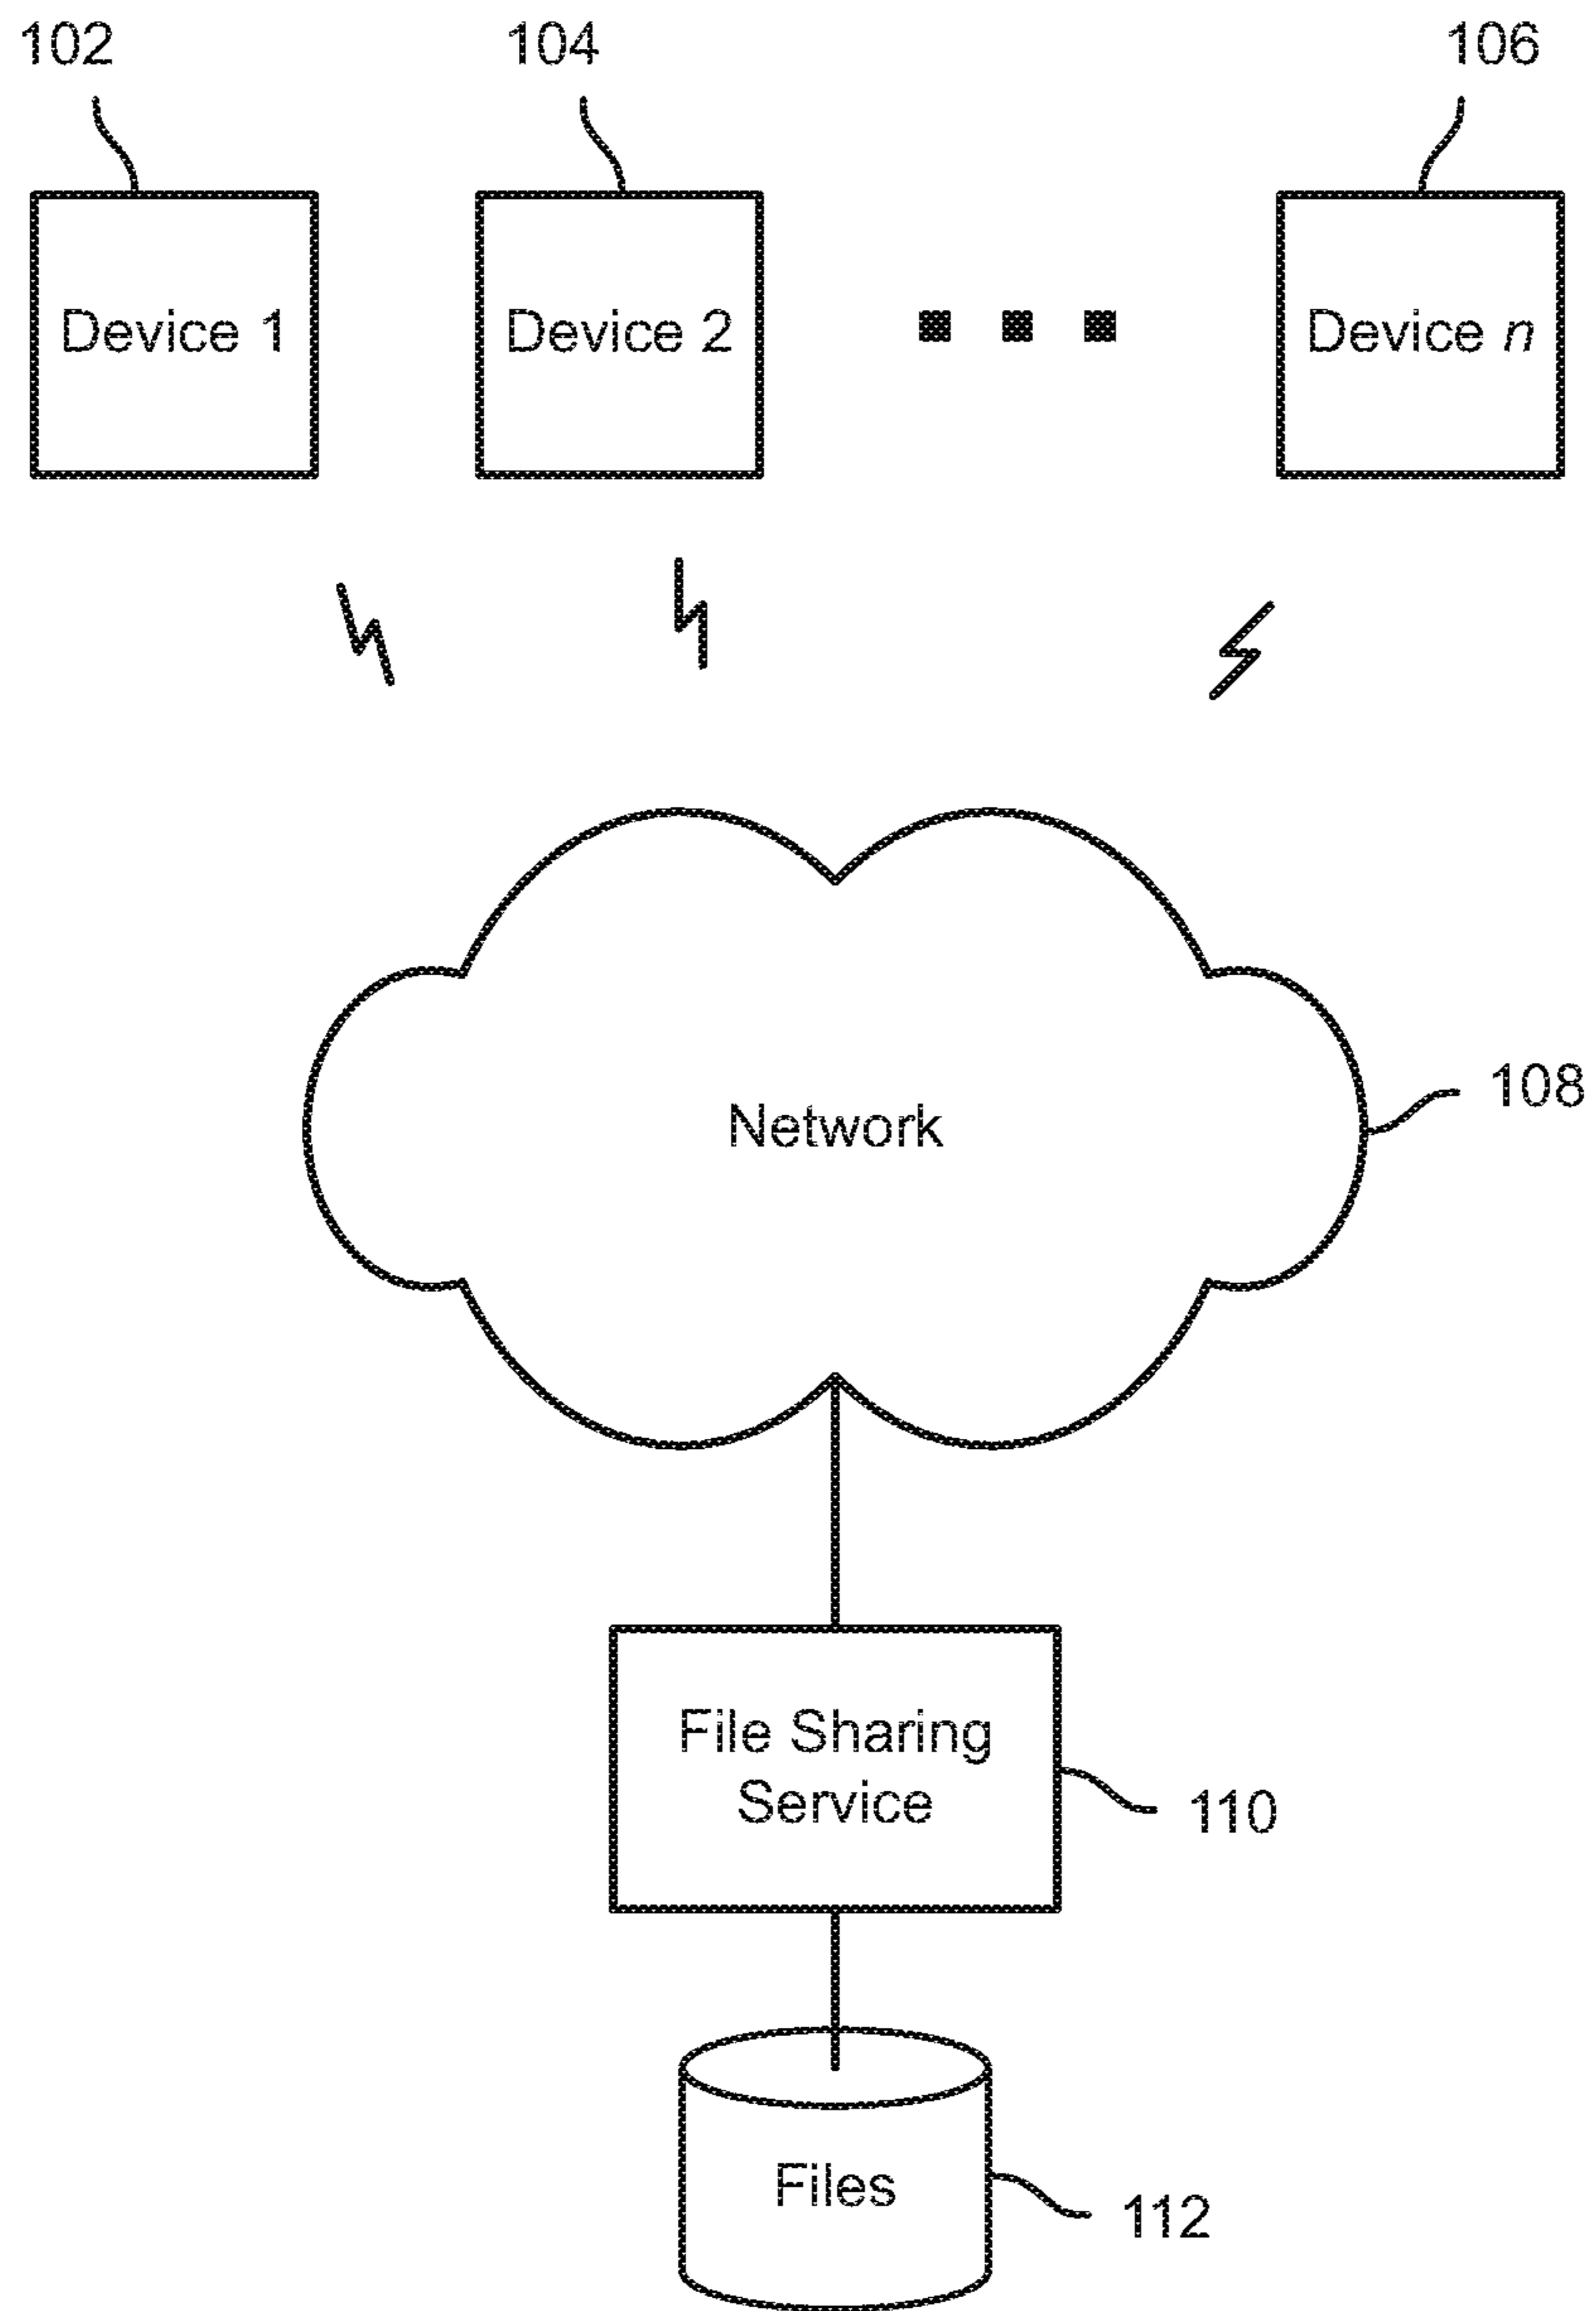 102
104
106
Device 1
Device 2
Device n
Network
108
File Sharing
Service
110
Files
112